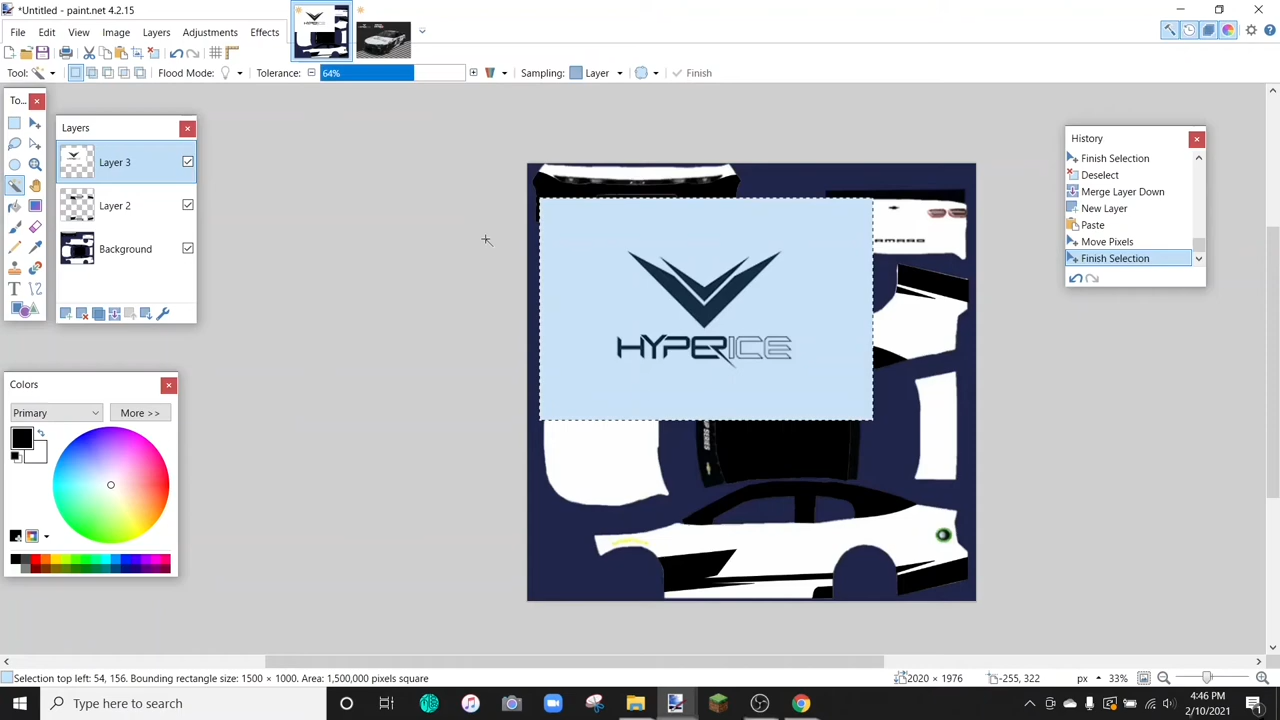 *Untitled - paint.net 4.2.15
File Edit View Image Layers Adjustments Effects
Tool: Flood Mode: Tolerance: 64% Sampling: Layer Finish
To...
Layers
Layer 3
Layer 2
Background
History
Finish Selection
Deselect
Merge Layer Down
New Layer
Paste
Move Pixels
Finish Selection
HYPERICE
AMARO
Colors
Primary
More >>
Selection top left: 54, 156. Bounding rectangle size: 1500 × 1000. Area: 1,500,000 pixels square
2020 × 1976
-255, 322
px
33%
Type here to search
4:46 PM
2/10/2021